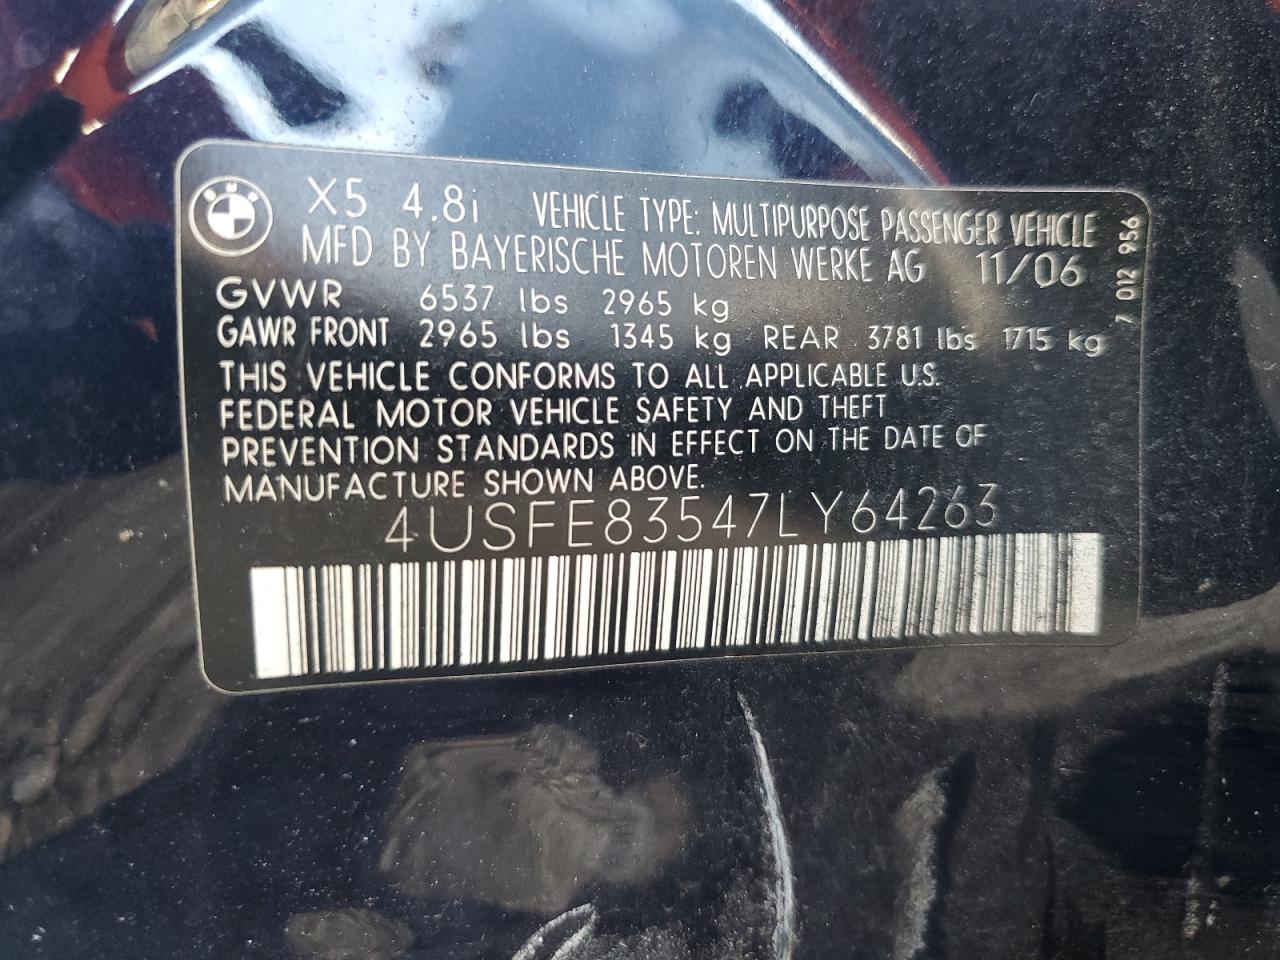 X5 4.8i VEHICLE TYPE: MULTIPURPOSE PASSENGER VEHICLE
MFD BY BAYERISCHE MOTOREN WERKE AG 11/06
GVWR 6537 lbs 2965 kg
GAWR FRONT 2965 lbs 1345 kg REAR 3781 lbs 1715 kg
THIS VEHICLE CONFORMS TO ALL APPLICABLE U.S.
FEDERAL MOTOR VEHICLE SAFETY AND THEFT
PREVENTION STANDARDS IN EFFECT ON THE DATE OF
MANUFACTURE SHOWN ABOVE.
4USFE83547LY64263
7 012 956